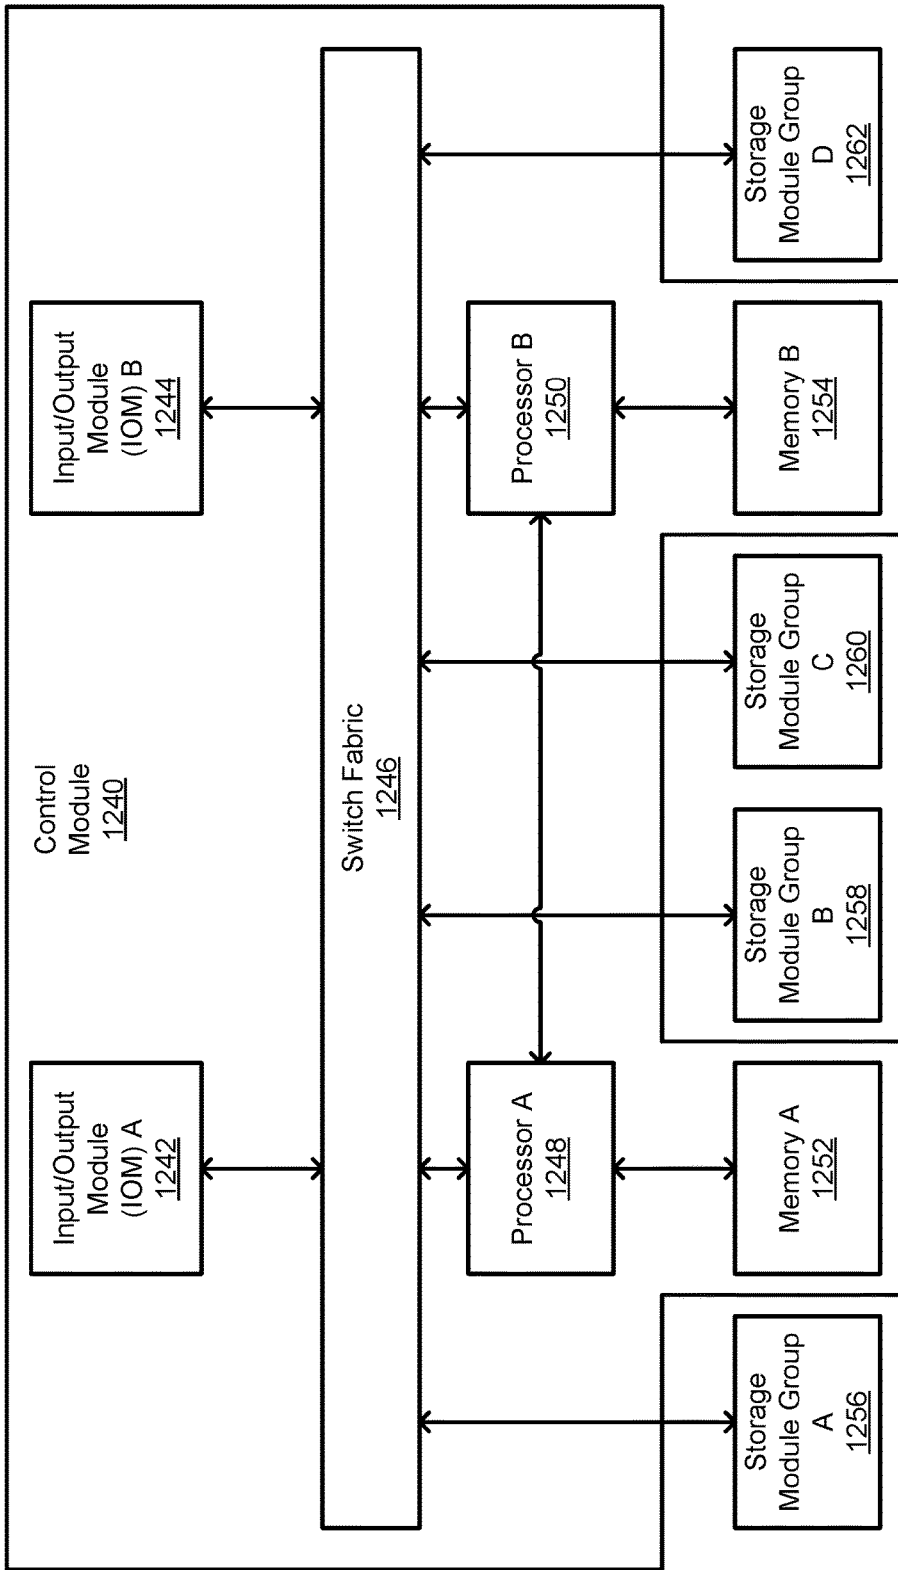 Control
Module
1240
Input/Output
Module
(IOM) A
1242
Input/Output
Module
(IOM) B
1244
Switch Fabric
1246
Processor A
1248
Processor B
1250
Storage
Module Group
A
1256
Memory A
1252
Storage
Module Group
B
1258
Storage
Module Group
C
1260
Memory B
1254
Storage
Module Group
D
1262